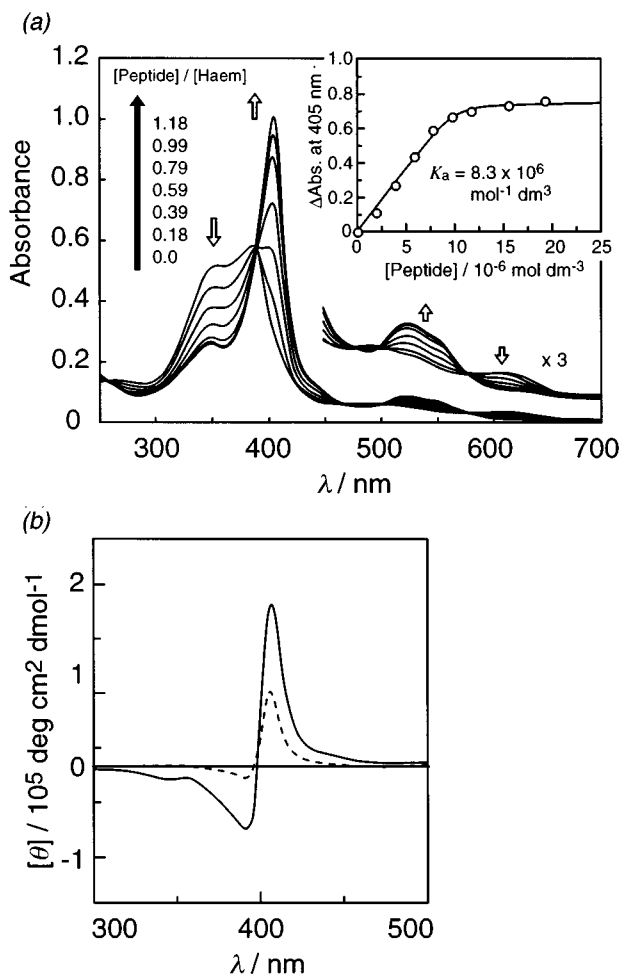 (a)
Absorbance
1.2
1.0
0.8
0.6
0.4
0.2
0
[Peptide] / [Haem]
1.18
0.99
0.79
0.59
0.39
0.18
0.0
ΔAbs. at 405 nm
1.0
0.8
0.6
0.4
0.2
0
Ka = 8.3 x 10⁶
mol⁻¹ dm³
0 5 10 15 20 25
[Peptide] / 10⁻⁶ mol dm⁻³
x 3
300 400 500 600 700
λ / nm
(b)
[θ] / 10⁵ deg cm² dmol⁻¹
2
1
0
-1
300 400 500
λ / nm